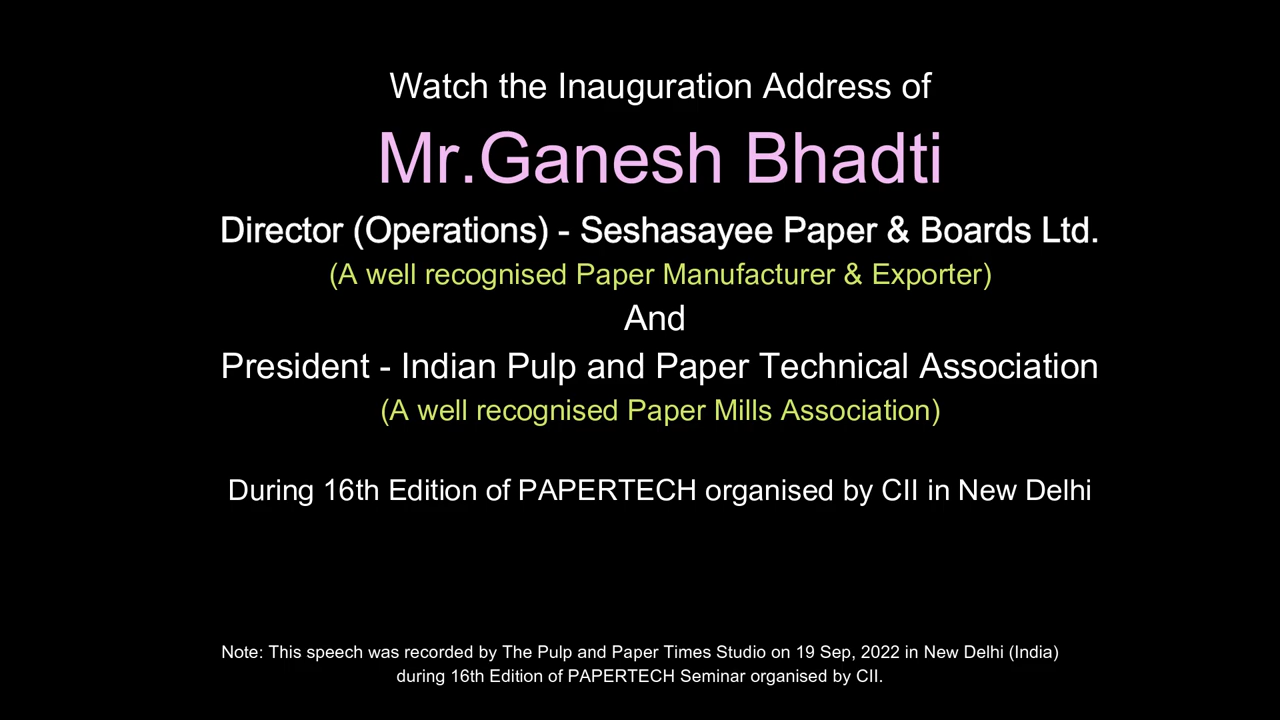 Watch the Inauguration Address of
Mr.Ganesh Bhadti
Director (Operations) - Seshasayee Paper & Boards Ltd.
(A well recognised Paper Manufacturer & Exporter)
And
President - Indian Pulp and Paper Technical Association
(A well recognised Paper Mills Association)
During 16th Edition of PAPERTECH organised by CII in New Delhi
Note: This speech was recorded by The Pulp and Paper Times Studio on 19 Sep, 2022 in New Delhi (India)
during 16th Edition of PAPERTECH Seminar organised by CII.